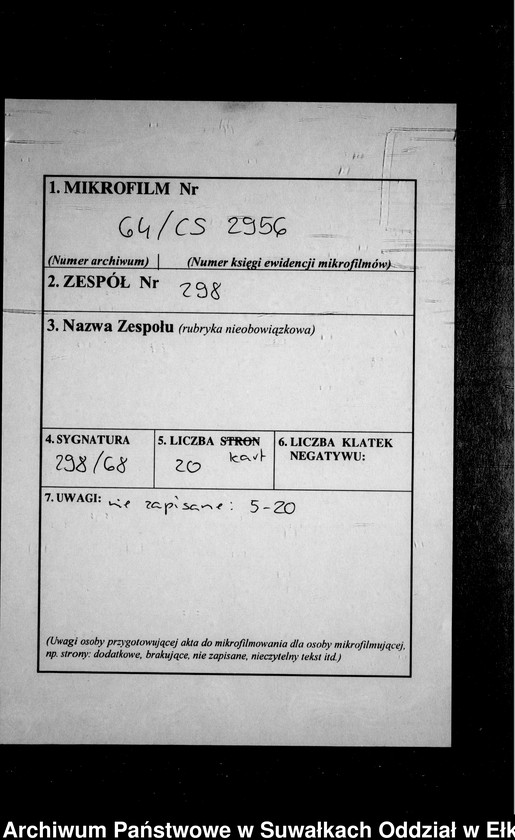 1. MIKROFILM Nr
64/CS 2956
(Numer archiwum) | (Numer księgi ewidencji mikrofilmów)
2. ZESPÓŁ Nr 298
3. Nazwa Zespołu (rubryka nieobowiązkowa)
4. SYGNATURA
298/68
5. LICZBA STRON
20 kart
6. LICZBA KLATEK
NEGATYWU:
7. UWAGI: nie zapisane: 5-20
(Uwagi osoby przygotowującej akta do mikrofilmowania dla osoby mikrofilmującej,
np. strony: dodatkowe, brakujące, nie zapisane, nieczytelny tekst itd.)
Archiwum Państwowe w Suwałkach Oddział w Ełk